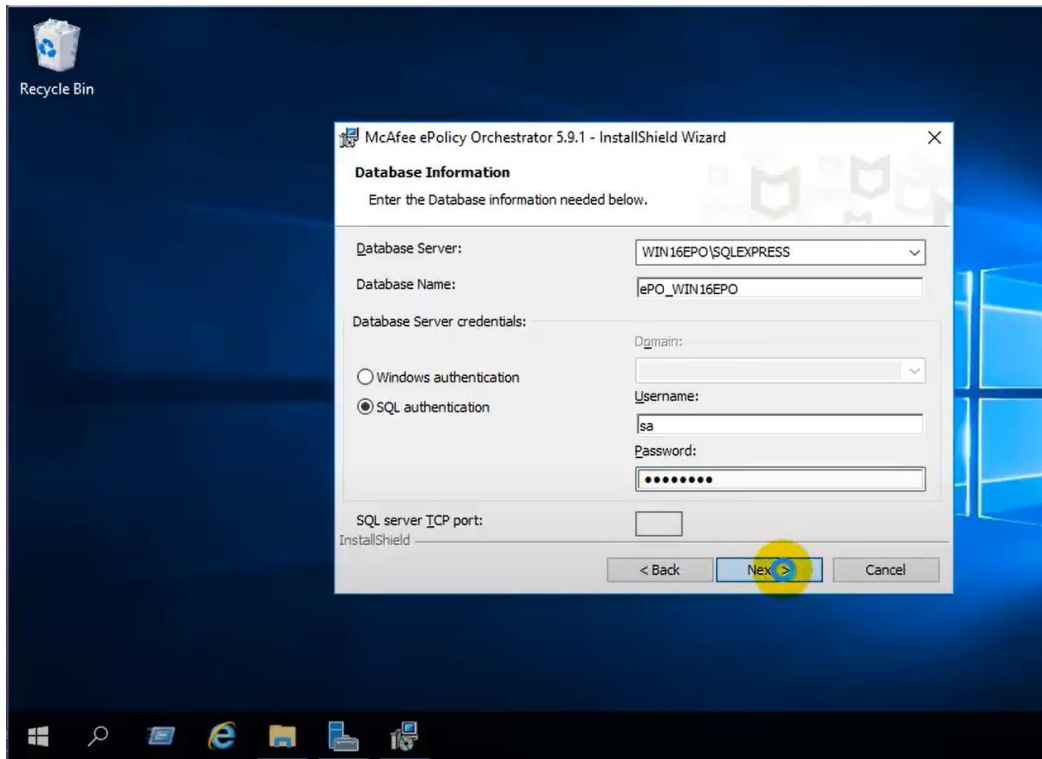 Recycle Bin
McAfee ePolicy Orchestrator 5.9.1 - InstallShield Wizard
Database Information
Enter the Database information needed below.
Database Server:
WIN16EPO\SQLEXPRESS
Database Name:
ePO_WIN16EPO
Database Server credentials:
Domain:
Windows authentication
Username:
SQL authentication
sa
Password:
••••••••
SQL server TCP port:
InstallShield
< Back
Next >
Cancel